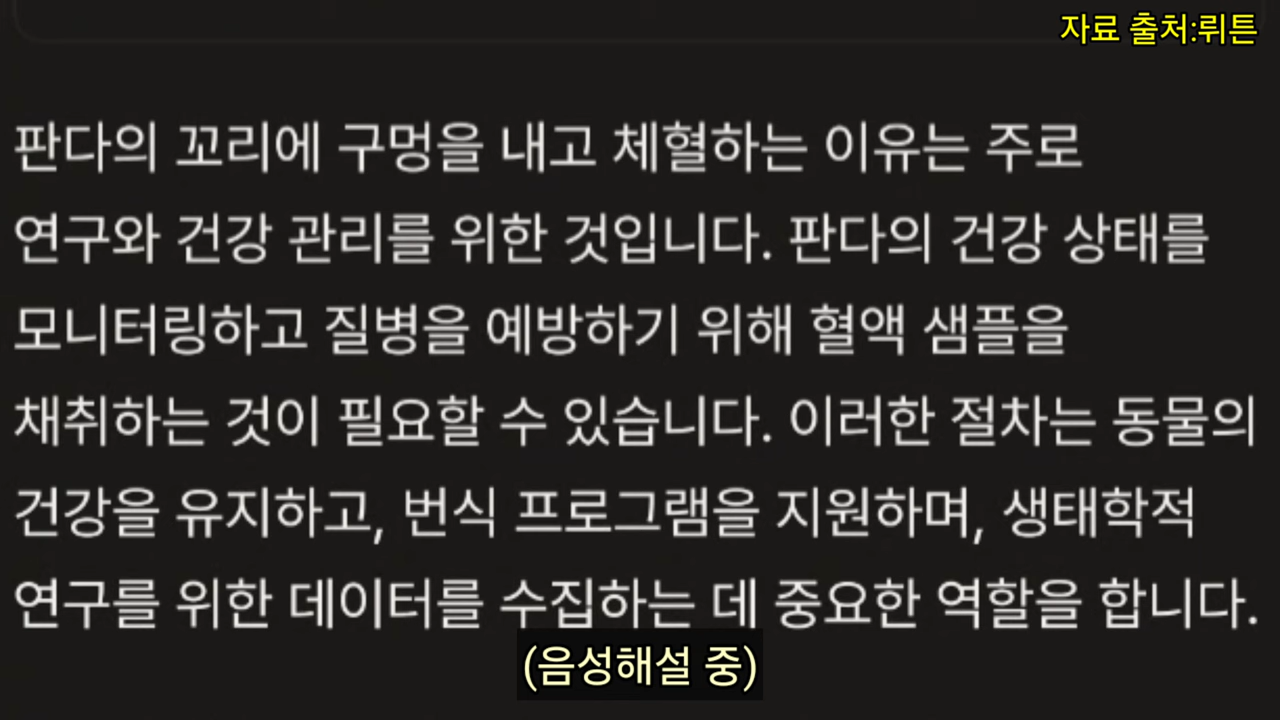 자료 출처:뤼튼
판다의 꼬리에 구멍을 내고 체혈하는 이유는 주로
연구와 건강 관리를 위한 것입니다. 판다의 건강 상태를
모니터링하고 질병을 예방하기 위해 혈액 샘플을
채취하는 것이 필요할 수 있습니다. 이러한 절차는 동물의
건강을 유지하고, 번식 프로그램을 지원하며, 생태학적
연구를 위한 데이터를 수집하는 데 중요한 역할을 합니다.
(음성해설 중)